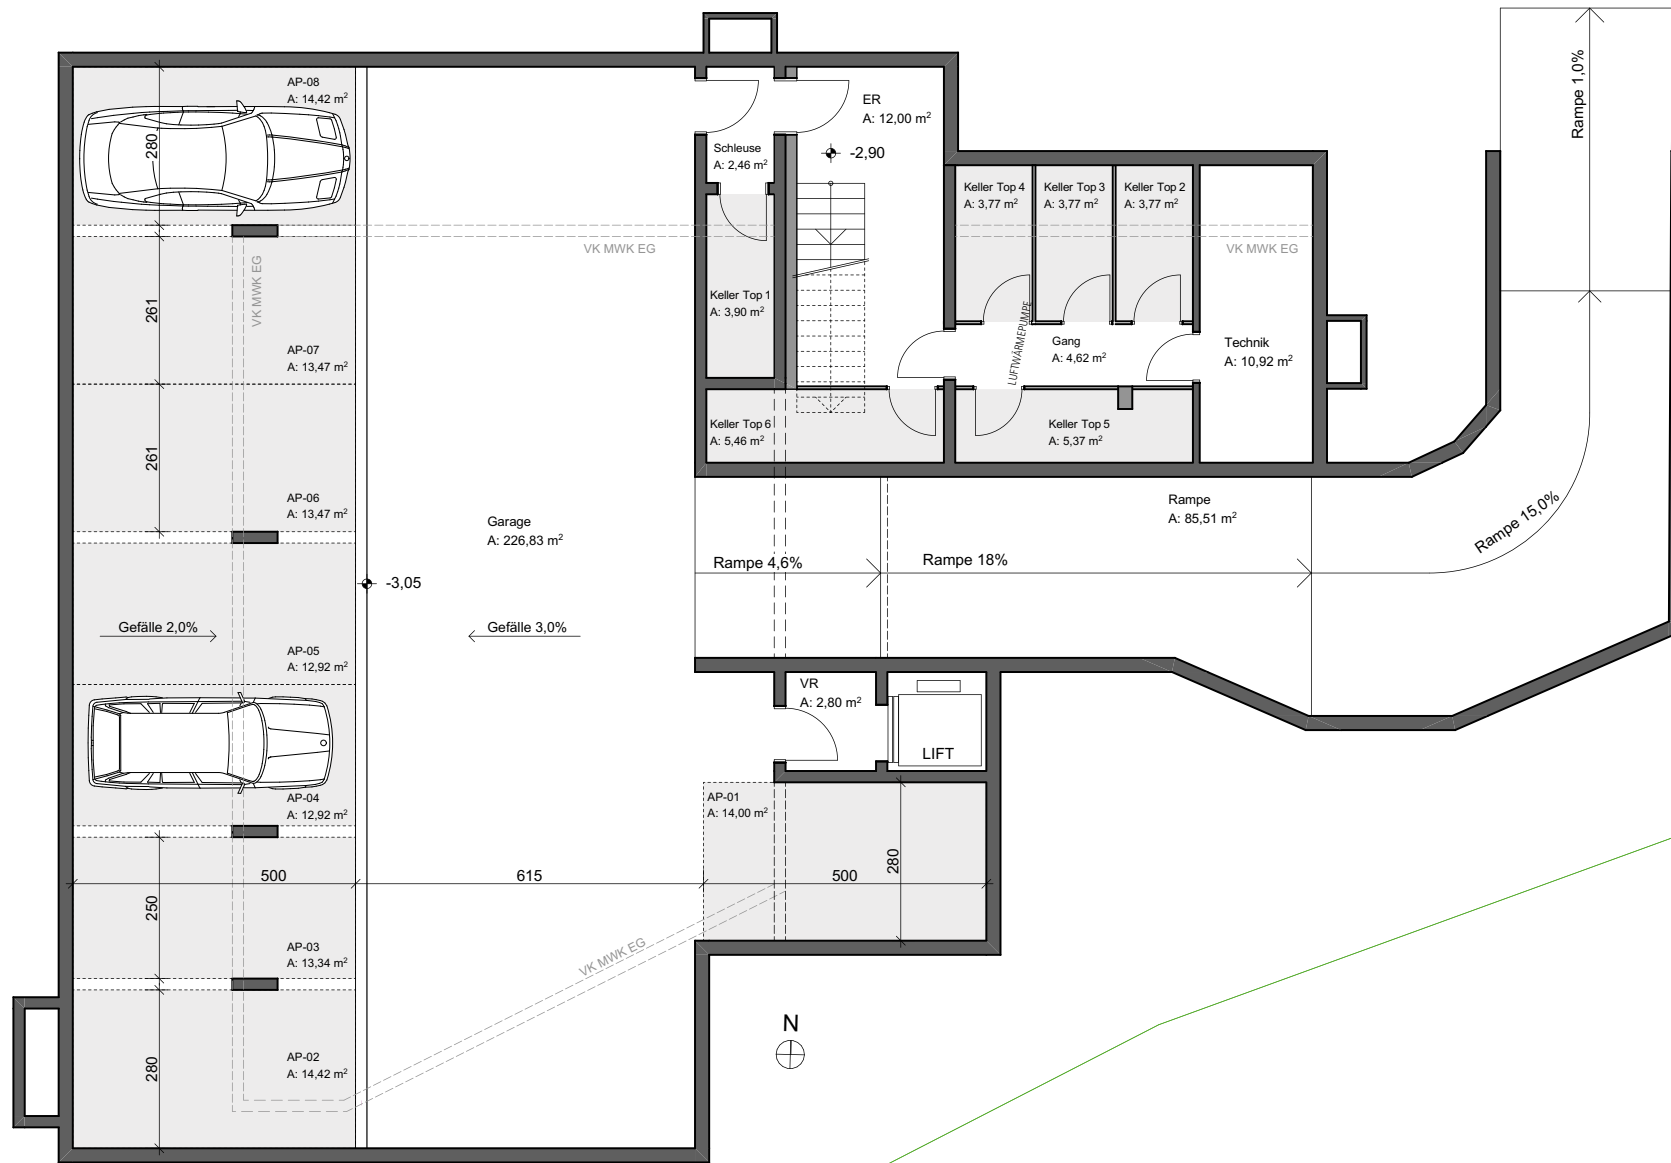 AP-08
A: 14,42 m²
280
VK MWK EG
261
AP-07
A: 13,47 m²
261
AP-06
A: 13,47 m²
Gefälle 2,0%
AP-05
A: 12,92 m²
AP-04
A: 12,92 m²
250
500
615
500
AP-03
A: 13,34 m²
280
AP-02
A: 14,42 m²
Garage
A: 226,83 m²
-3,05
Gefälle 3,0%
VK MWK EG
VK MWK EG
Schleuse
A: 2,46 m²
ER
A: 12,00 m²
-2,90
Keller Top 1
A: 3,90 m²
Keller Top 4
A: 3,77 m²
Keller Top 3
A: 3,77 m²
Keller Top 2
A: 3,77 m²
VK MWK EG
LUFTWÄRMEPUMPE
Gang
A: 4,62 m²
Technik
A: 10,92 m²
Keller Top 6
A: 5,46 m²
Keller Top 5
A: 5,37 m²
Rampe
A: 85,51 m²
Rampe 4,6%
Rampe 18%
Rampe 15,0%
Rampe 1,0%
VR
A: 2,80 m²
LIFT
AP-01
A: 14,00 m²
280
N